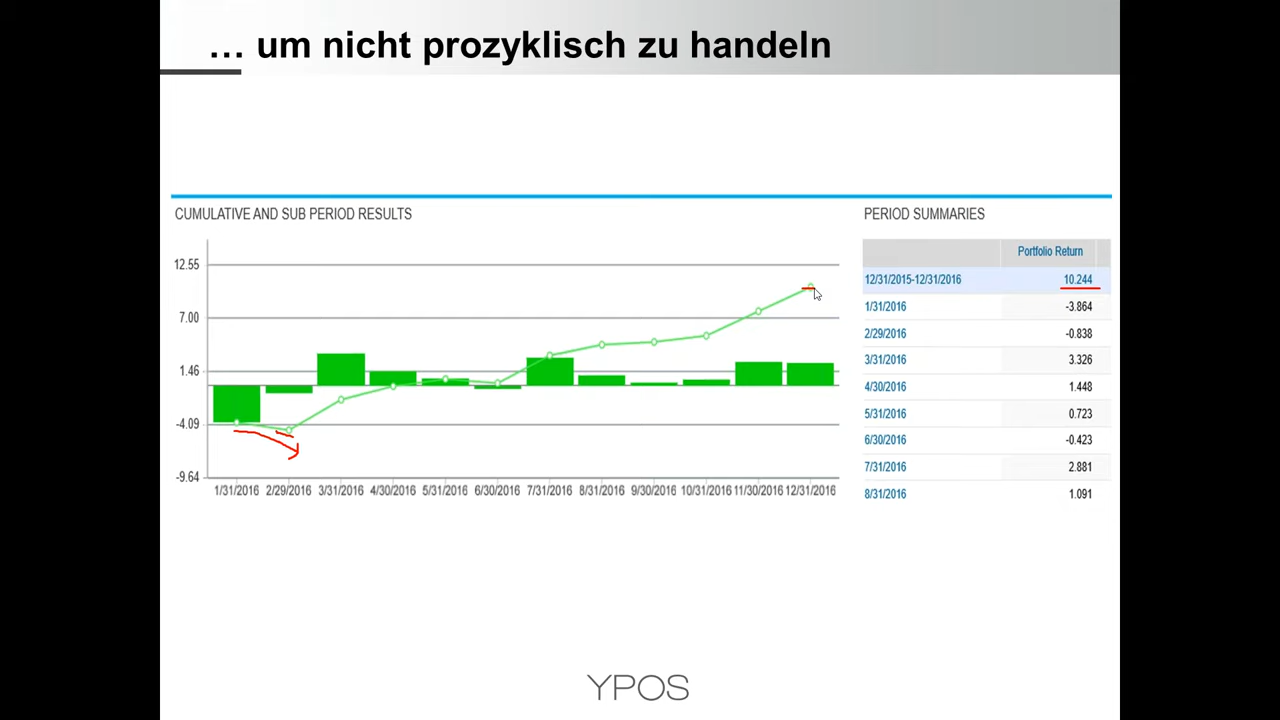 … um nicht prozyklisch zu handeln
CUMULATIVE AND SUB PERIOD RESULTS
12.55
7.00
1.46
-4.09
-9.64
1/31/2016 2/29/2016 3/31/2016 4/30/2016 5/31/2016 6/30/2016 7/31/2016 8/31/2016 9/30/2016 10/31/2016 11/30/2016 12/31/2016
PERIOD SUMMARIES
Portfolio Return
12/31/2015-12/31/2016 10.244
1/31/2016 -3.864
2/29/2016 -0.838
3/31/2016 3.326
4/30/2016 1.448
5/31/2016 0.723
6/30/2016 -0.423
7/31/2016 2.881
8/31/2016 1.091
YPOS